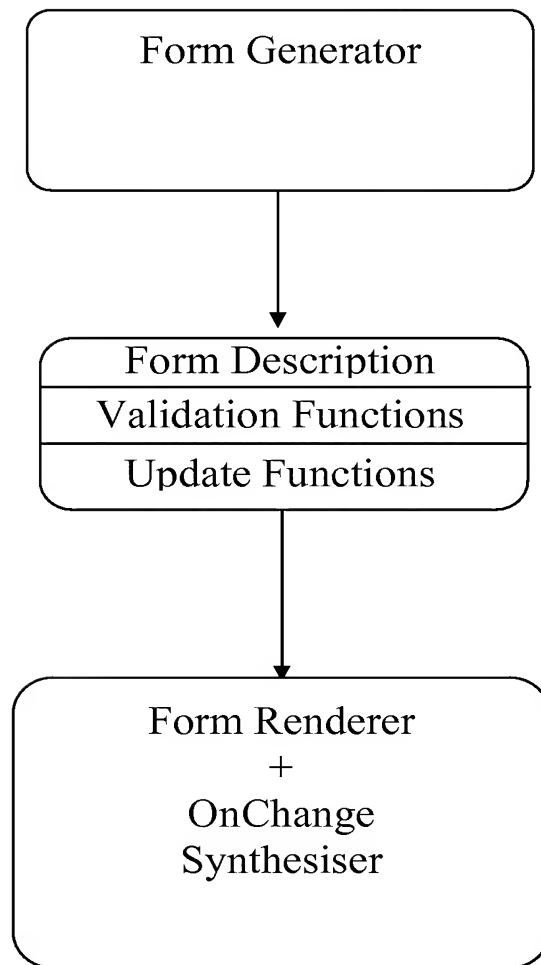 Form Generator
Form Description
Validation Functions
Update Functions
Form Renderer
+
OnChange
Synthesiser